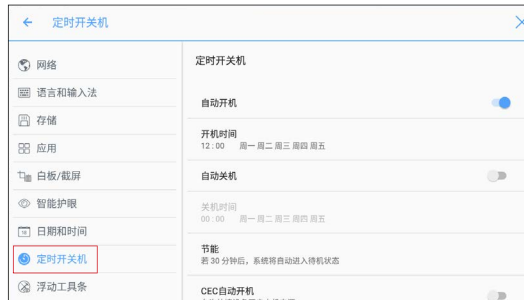 定时开关机
网络
语言和输入法
存储
应用
白板/截屏
智能护眼
日期和时间
定时开关机
浮动工具条
定时开关机
自动开机
开机时间
12:00 周一 周二 周三 周四 周五
自动关机
关机时间
00:00 周一 周二 周三 周四 周五
节能
若 30 分钟后，系统将自动进入待机状态
CEC自动开机